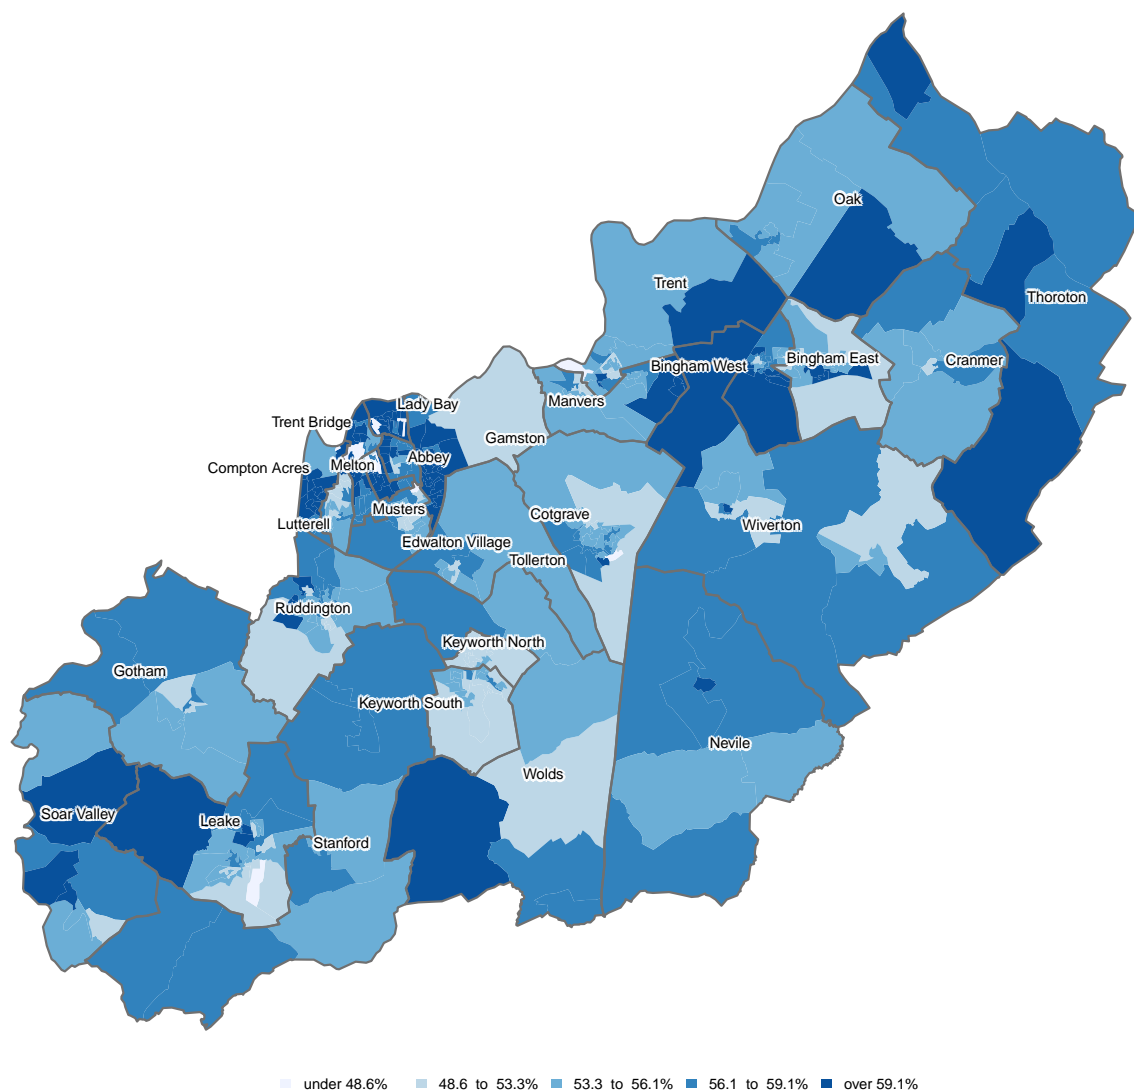 Oak
Trent
Thoroton
Bingham West
Bingham East
Cranmer
Manvers
Lady Bay
Trent Bridge
Gamston
Abbey
Melton
Compton Acres
Musters
Cotgrave
Lutterell
Wiverton
Edwalton Village
Tollerton
Ruddington
Keyworth North
Gotham
Keyworth South
Nevile
Wolds
Soar Valley
Leake
Stanford
under 48.6% 48.6 to 53.3% 53.3 to 56.1% 56.1 to 59.1% over 59.1%